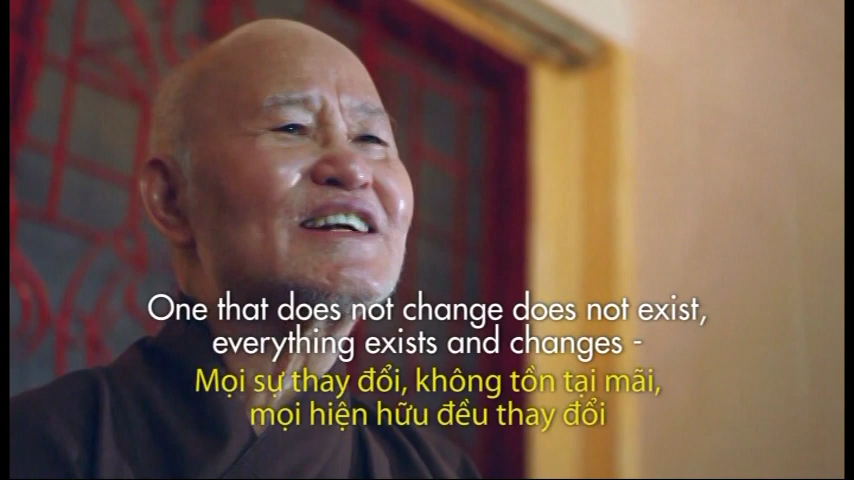 One that does not change does not exist,
everything exists and changes -
Mọi sự thay đổi, không tồn tại mãi,
mọi hiện hữu đều thay đổi